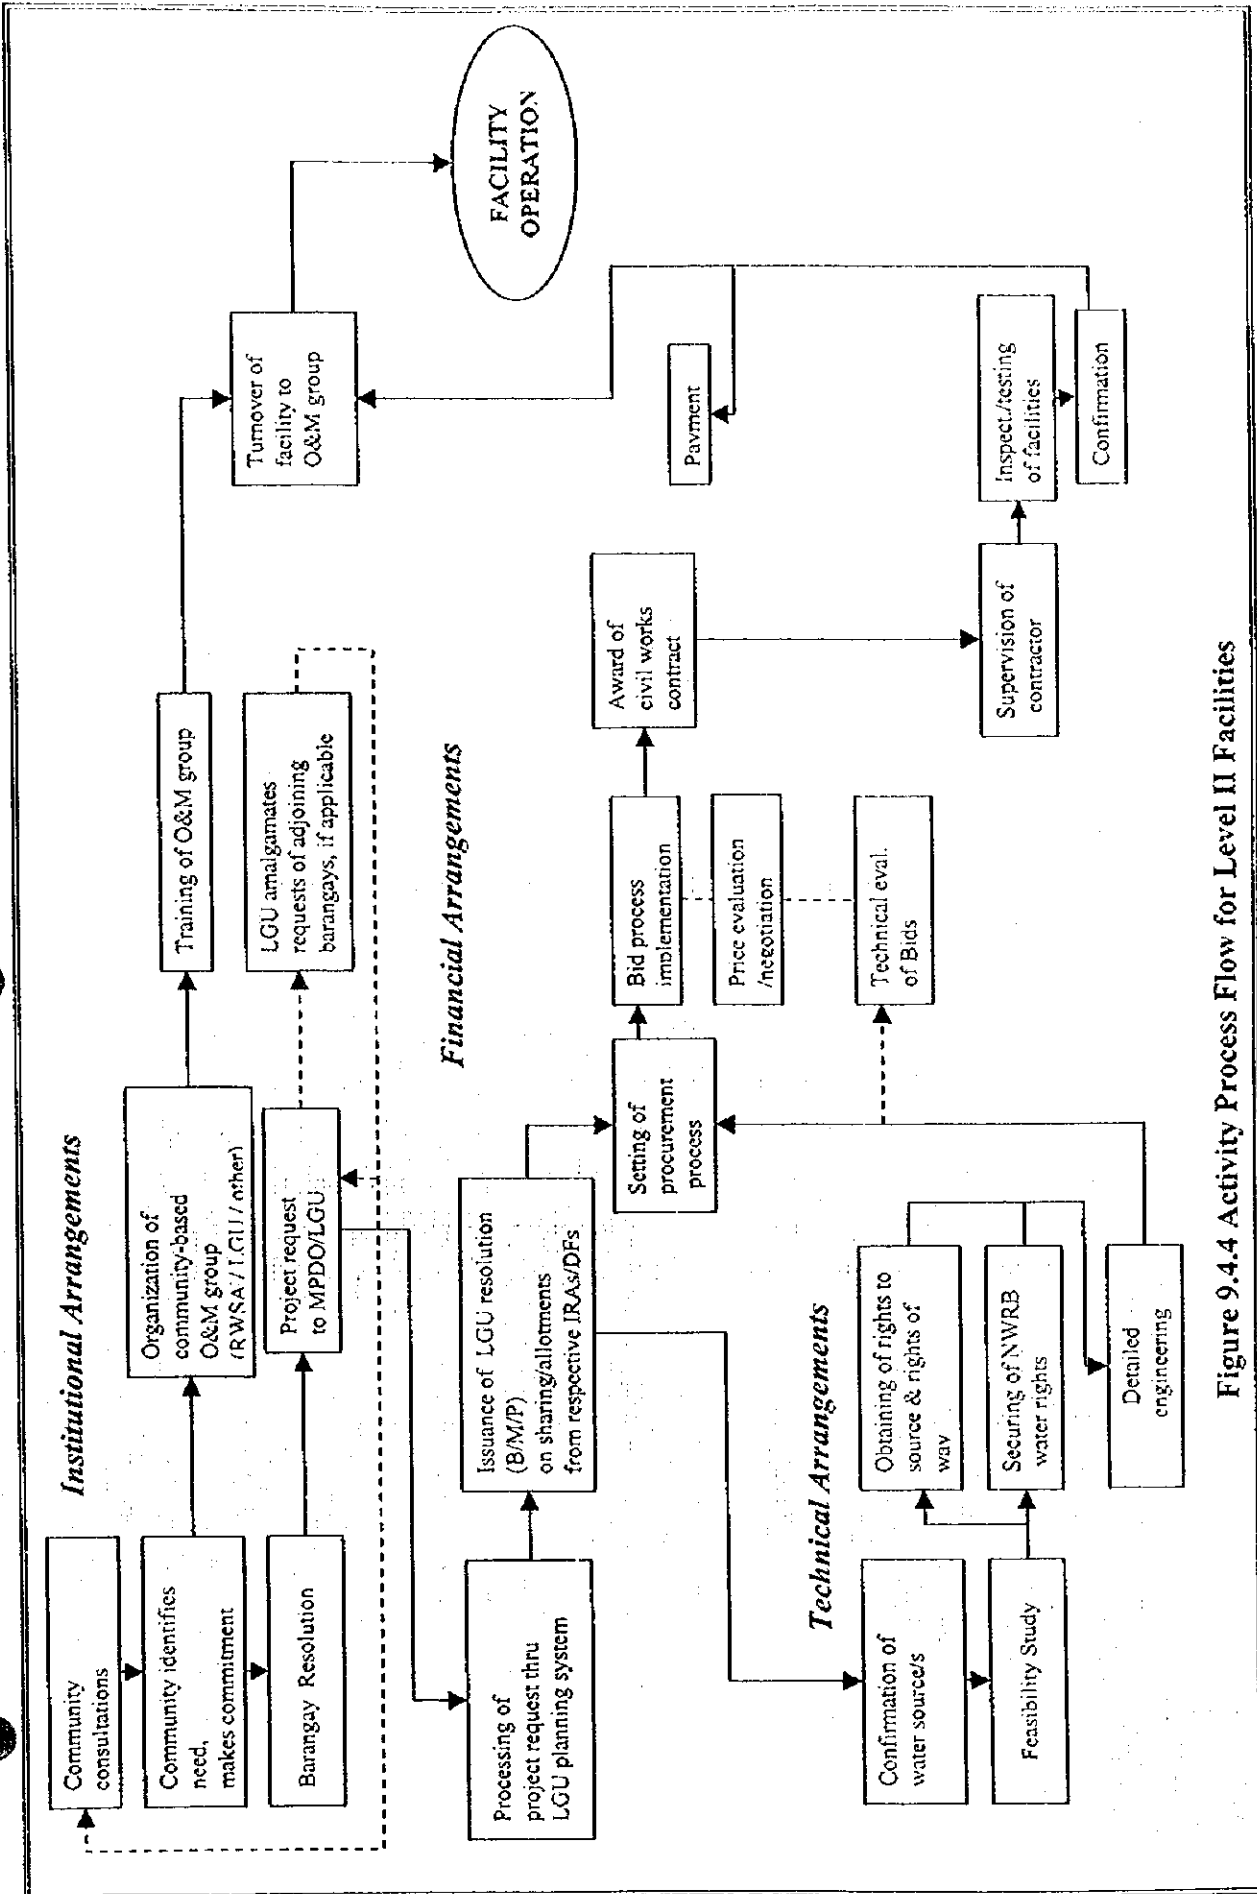 Institutional Arrangements
Community
consultations
Community identifies
need,
makes commitment
Barangay Resolution
Organization of
community-based
O&M group
(RWSA / LGU / other)
Project request
to MPDO/LGU
Training of O&M group
LGU amalgamates
requests of adjoining
barangays, if applicable
Turnover of
facility to
O&M group
FACILITY
OPERATION
Financial Arrangements
Processing of
project request thru
LGU planning system
Issuance of LGU resolution
(B/M/P)
on sharing/allotments
from respective IRAs/DFs
Setting of
procurement
process
Bid process
implementation
Price evaluation
/negotiation
Technical eval.
of Bids
Award of
civil works
contract
Payment
Technical Arrangements
Confirmation of
water source/s
Feasibility Study
Obtaining of rights to
source & rights of
way
Securing of NWRB
water rights
Detailed
engineering
Supervision of
contractor
Inspect./testing
of facilities
Confirmation
Figure 9.4.4 Activity Process Flow for Level II Facilities